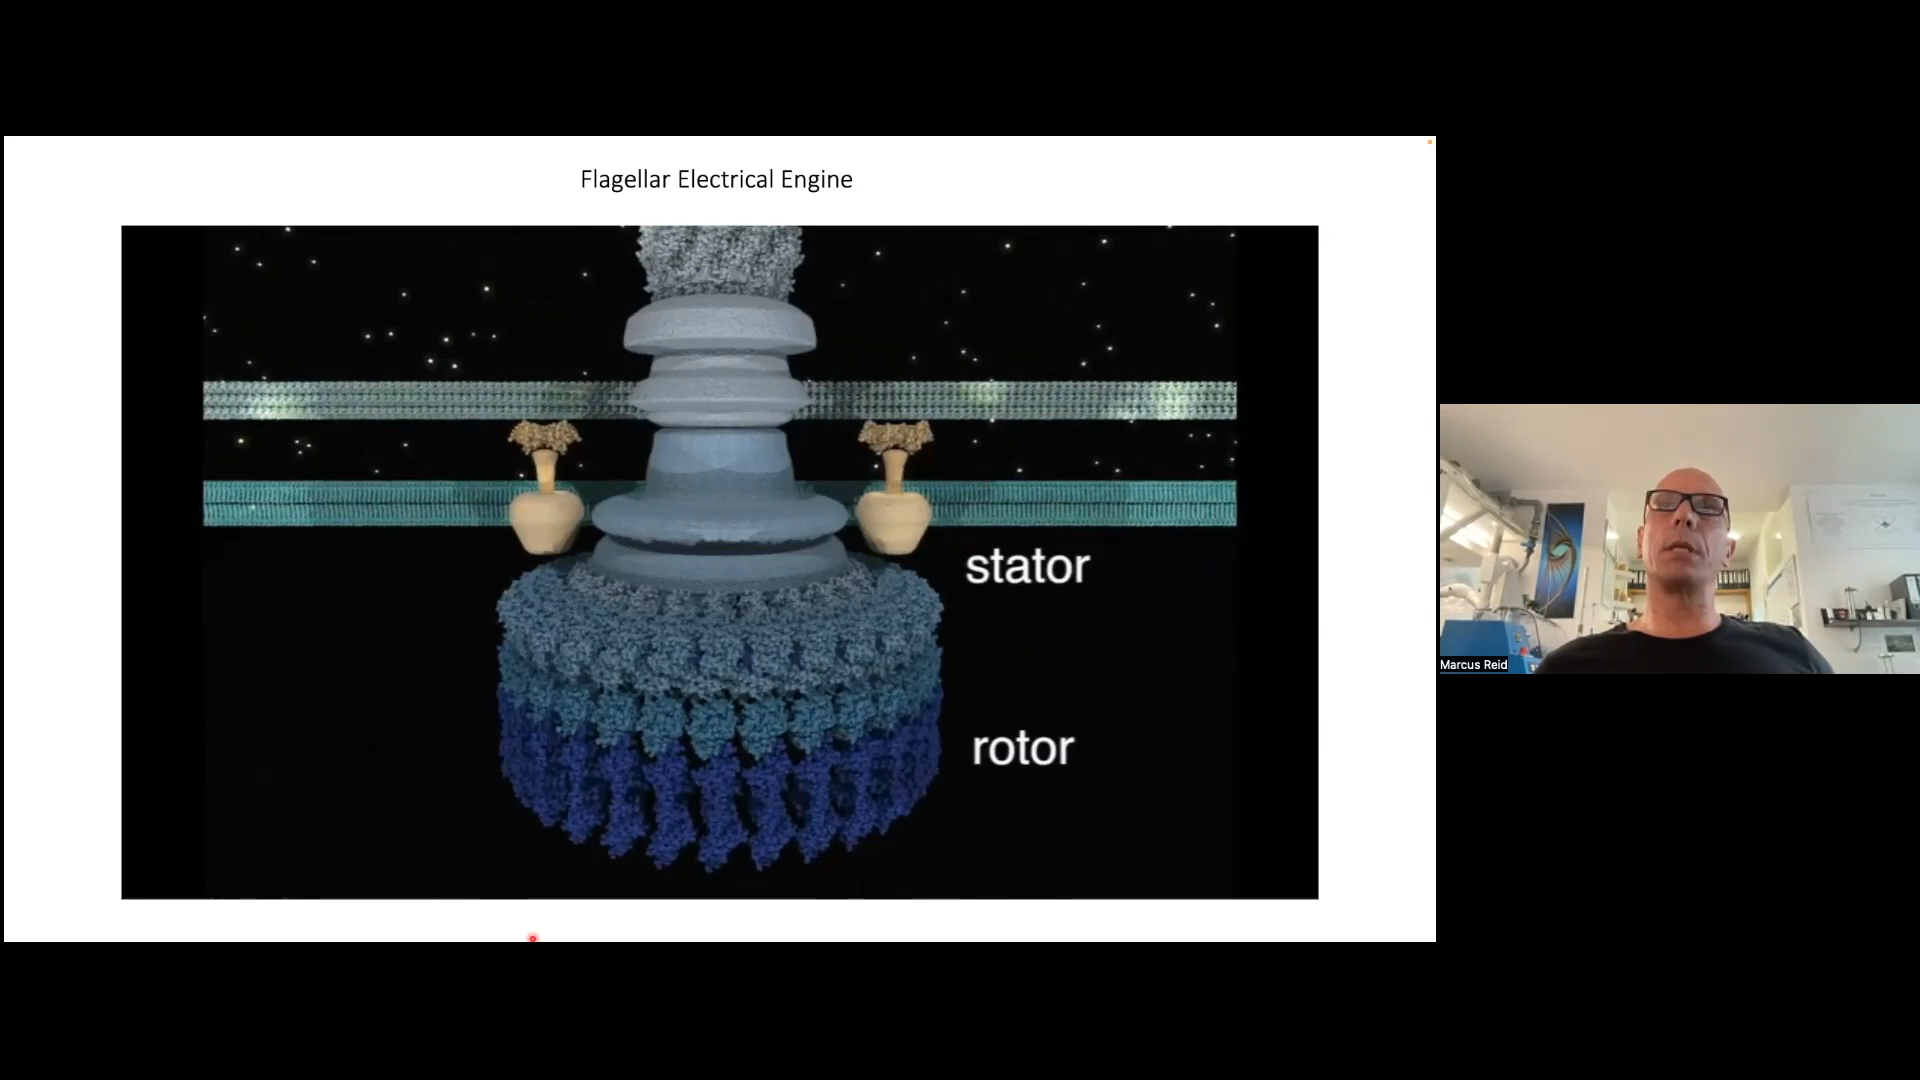 Flagellar Electrical Engine
stator
rotor
Marcus Reid